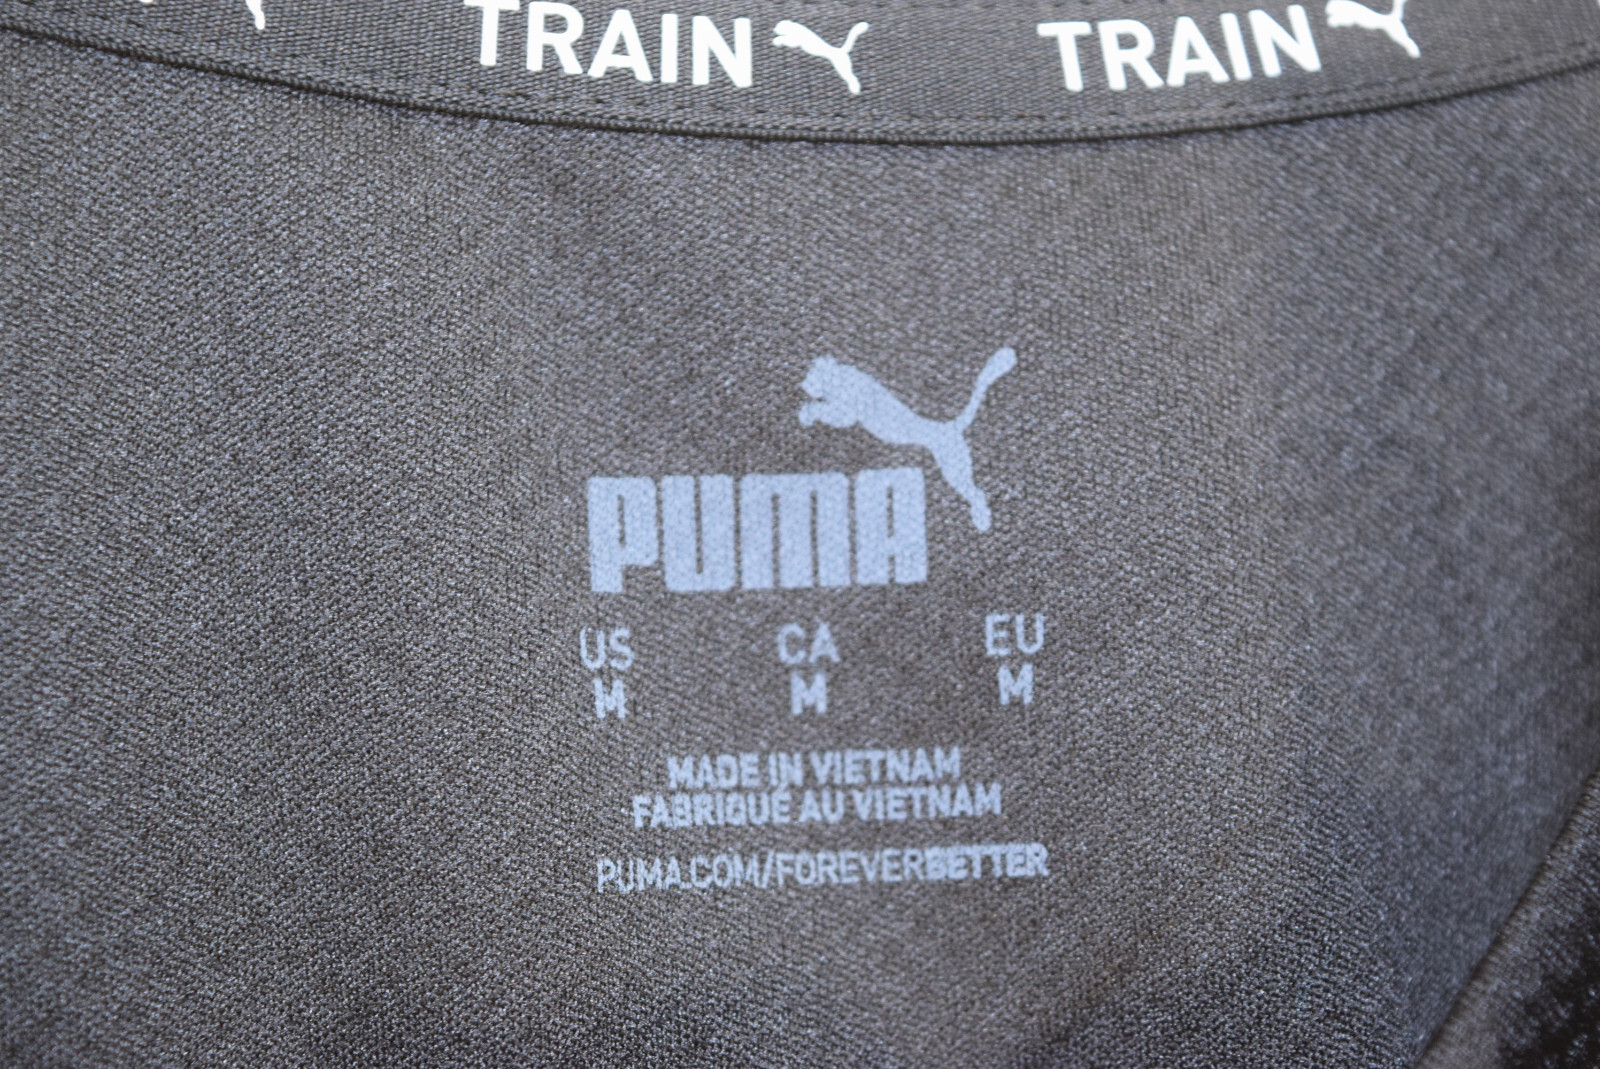 TRAIN TRAIN
PUMA
US CA EU
M M M
MADE IN VIETNAM
FABRIQUÉ AU VIETNAM
PUMA.COM/FOREVERBETTER